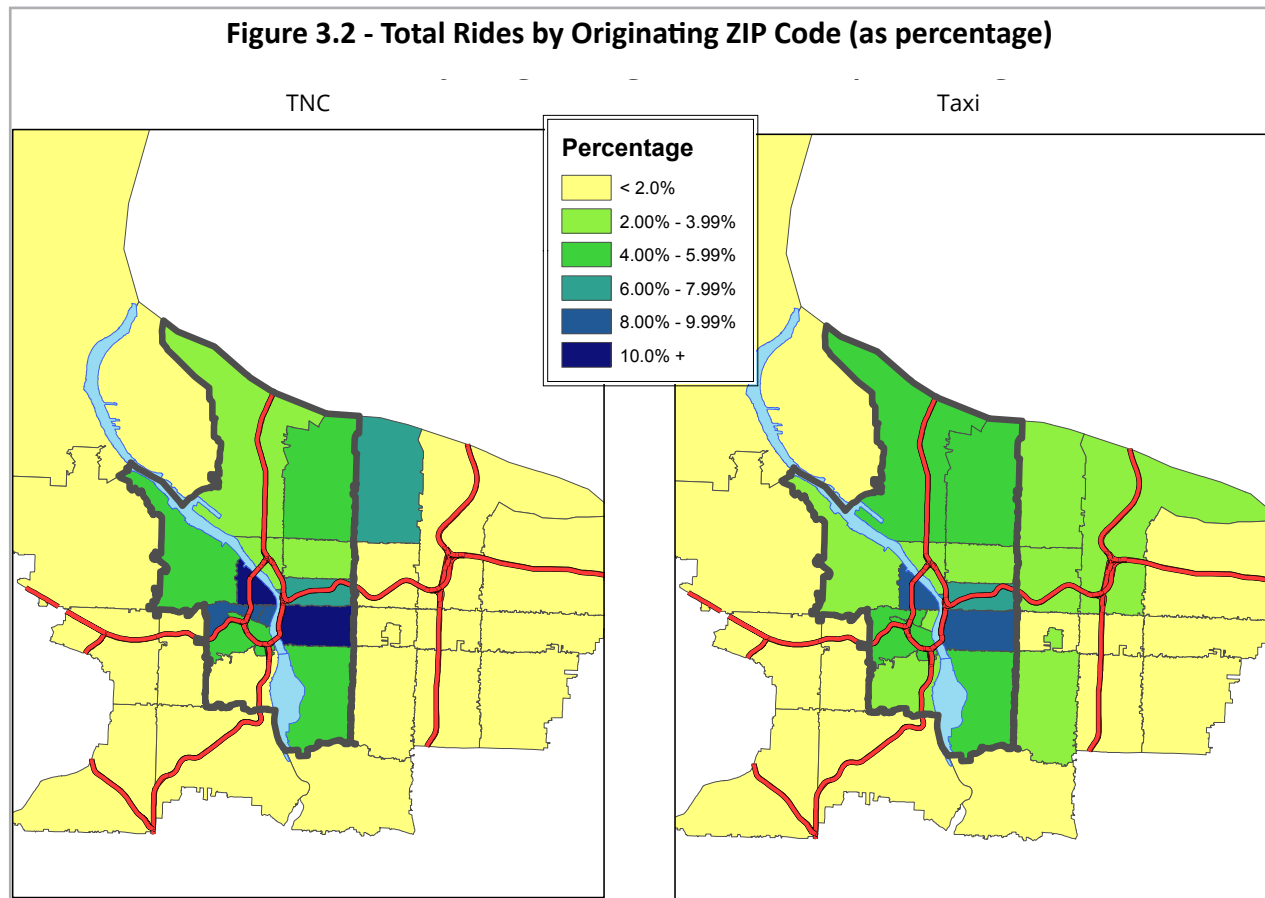 Figure 3.2 - Total Rides by Originating ZIP Code (as percentage)
TNC
Taxi
Percentage
< 2.0%
2.00% - 3.99%
4.00% - 5.99%
6.00% - 7.99%
8.00% - 9.99%
10.0% +